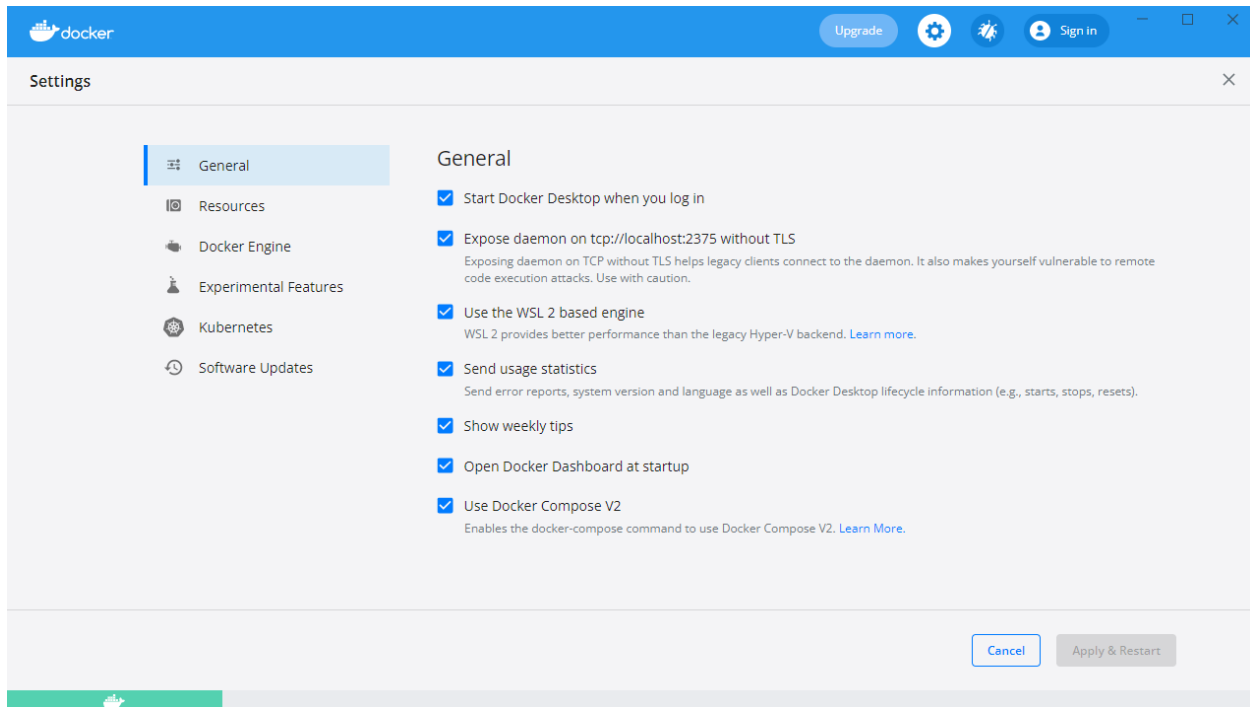 docker
Upgrade
Sign in
Settings
General
Resources
Docker Engine
Experimental Features
Kubernetes
Software Updates
General
Start Docker Desktop when you log in
Expose daemon on tcp://localhost:2375 without TLS
Exposing daemon on TCP without TLS helps legacy clients connect to the daemon. It also makes yourself vulnerable to remote
code execution attacks. Use with caution.
Use the WSL 2 based engine
WSL 2 provides better performance than the legacy Hyper-V backend. Learn more.
Send usage statistics
Send error reports, system version and language as well as Docker Desktop lifecycle information (e.g., starts, stops, resets).
Show weekly tips
Open Docker Dashboard at startup
Use Docker Compose V2
Enables the docker-compose command to use Docker Compose V2. Learn More.
Cancel
Apply & Restart